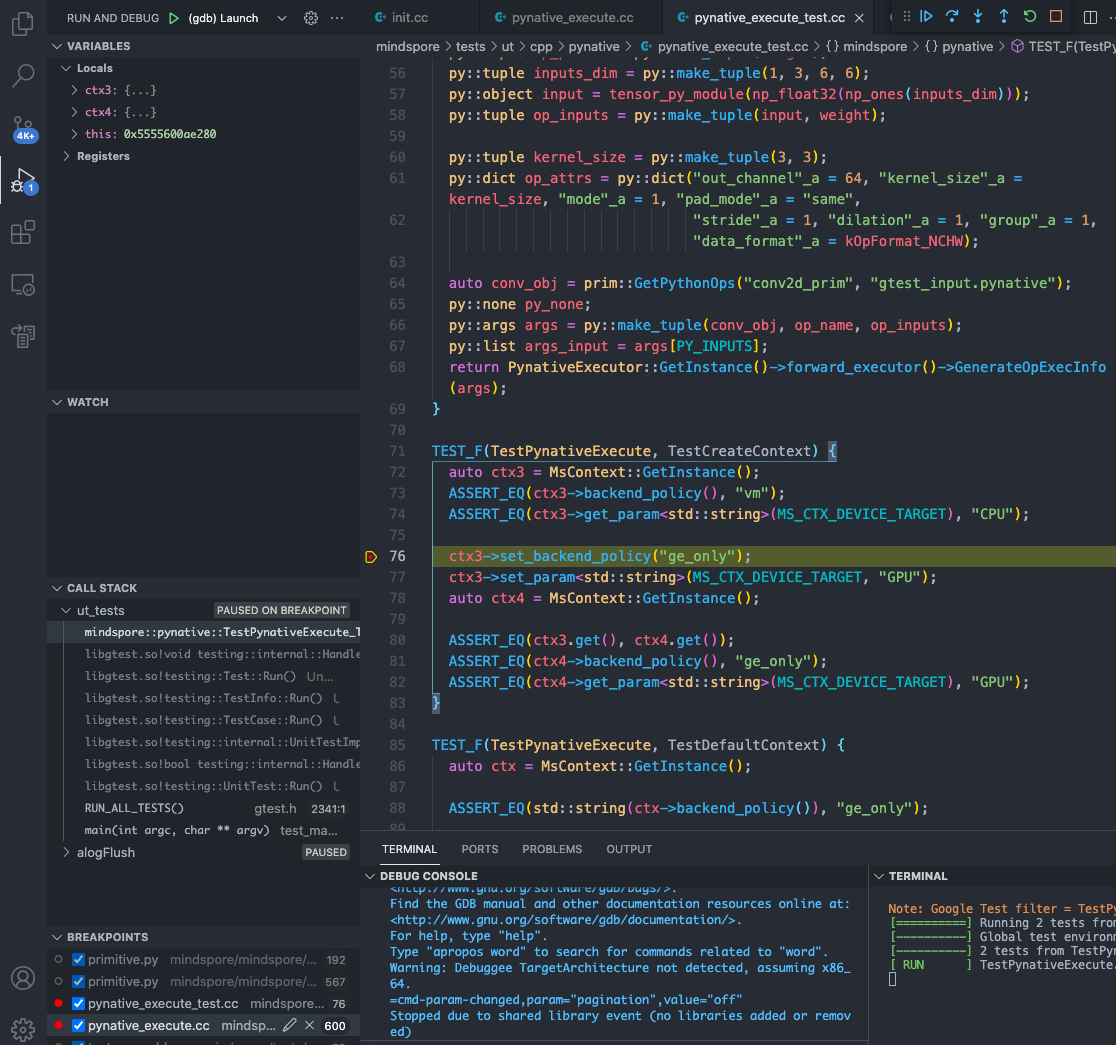 RUN AND DEBUG (gdb) Launch
init.cc
pynative_execute.cc
pynative_execute_test.cc
VARIABLES
Locals
ctx3: {...}
ctx4: {...}
this: 0x5555600ae280
Registers
4K+
1
WATCH
CALL STACK
ut_tests PAUSED ON BREAKPOINT
mindspore::pynative::TestPynativeExecute_T
libgtest.so!void testing::internal::Handle
libgtest.so!testing::Test::Run() Un...
libgtest.so!testing::TestInfo::Run()
libgtest.so!testing::TestCase::Run()
libgtest.so!testing::internal::UnitTestImp
libgtest.so!bool testing::internal::Handle
libgtest.so!testing::UnitTest::Run()
RUN_ALL_TESTS() gtest.h 2341:1
main(int argc, char ** argv) test_ma...
alogFlush PAUSED
BREAKPOINTS
primitive.py mindspore/mindspore/... 192
primitive.py mindspore/mindspore/... 567
pynative_execute_test.cc mindspore... 76
pynative_execute.cc mindsp... 600
mindspore > tests > ut > cpp > pynative > pynative_execute_test.cc > {} mindspore > {} pynative > TEST_F(TestPy
56 py::tuple inputs_dim = py::make_tuple(1, 3, 6, 6);
57 py::object input = tensor_py_module(np_float32(np_ones(inputs_dim)));
58 py::tuple op_inputs = py::make_tuple(input, weight);
59
60 py::tuple kernel_size = py::make_tuple(3, 3);
61 py::dict op_attrs = py::dict("out_channel"_a = 64, "kernel_size"_a =
kernel_size, "mode"_a = 1, "pad_mode"_a = "same",
62 "stride"_a = 1, "dilation"_a = 1, "group"_a = 1,
"data_format"_a = kOpFormat_NCHW);
63
64 auto conv_obj = prim::GetPythonOps("conv2d_prim", "gtest_input.pynative");
65 py::none py_none;
66 py::args args = py::make_tuple(conv_obj, op_name, op_inputs);
67 py::list args_input = args[PY_INPUTS];
68 return PynativeExecutor::GetInstance()->forward_executor()->GenerateOpExecInfo
(args);
69 }
70
71 TEST_F(TestPynativeExecute, TestCreateContext) {
72 auto ctx3 = MsContext::GetInstance();
73 ASSERT_EQ(ctx3->backend_policy(), "vm");
74 ASSERT_EQ(ctx3->get_param<std::string>(MS_CTX_DEVICE_TARGET), "CPU");
75
76 ctx3->set_backend_policy("ge_only");
77 ctx3->set_param<std::string>(MS_CTX_DEVICE_TARGET, "GPU");
78 auto ctx4 = MsContext::GetInstance();
79
80 ASSERT_EQ(ctx3.get(), ctx4.get());
81 ASSERT_EQ(ctx4->backend_policy(), "ge_only");
82 ASSERT_EQ(ctx4->get_param<std::string>(MS_CTX_DEVICE_TARGET), "GPU");
83 }
84
85 TEST_F(TestPynativeExecute, TestDefaultContext) {
86 auto ctx = MsContext::GetInstance();
87
88 ASSERT_EQ(std::string(ctx->backend_policy()), "ge_only");
89
TERMINAL PORTS PROBLEMS OUTPUT
DEBUG CONSOLE
<http://www.gnu.org/software/gdb/bugs/>.
Find the GDB manual and other documentation resources online at:
<http://www.gnu.org/software/gdb/documentation/>.
For help, type "help".
Type "apropos word" to search for commands related to "word".
Warning: Debuggee TargetArchitecture not detected, assuming x86_
64.
=cmd-param-changed,param="pagination",value="off"
Stopped due to shared library event (no libraries added or remov
ed)
TERMINAL
Note: Google Test filter = TestPy
[==========] Running 2 tests from
[----------] Global test environm
[----------] 2 tests from TestPyn
[ RUN      ] TestPynativeExecute.